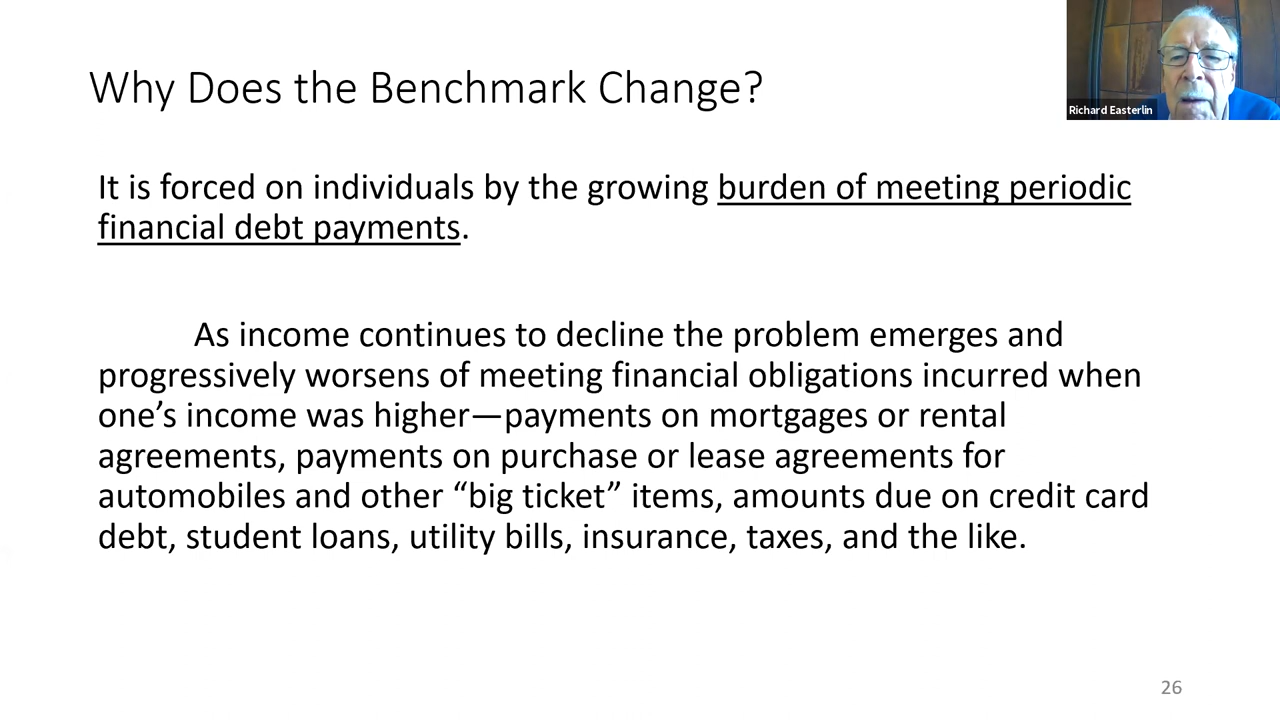 Why Does the Benchmark Change?
Richard Easterlin
It is forced on individuals by the growing burden of meeting periodic
financial debt payments.
As income continues to decline the problem emerges and
progressively worsens of meeting financial obligations incurred when
one’s income was higher—payments on mortgages or rental
agreements, payments on purchase or lease agreements for
automobiles and other “big ticket” items, amounts due on credit card
debt, student loans, utility bills, insurance, taxes, and the like.
26